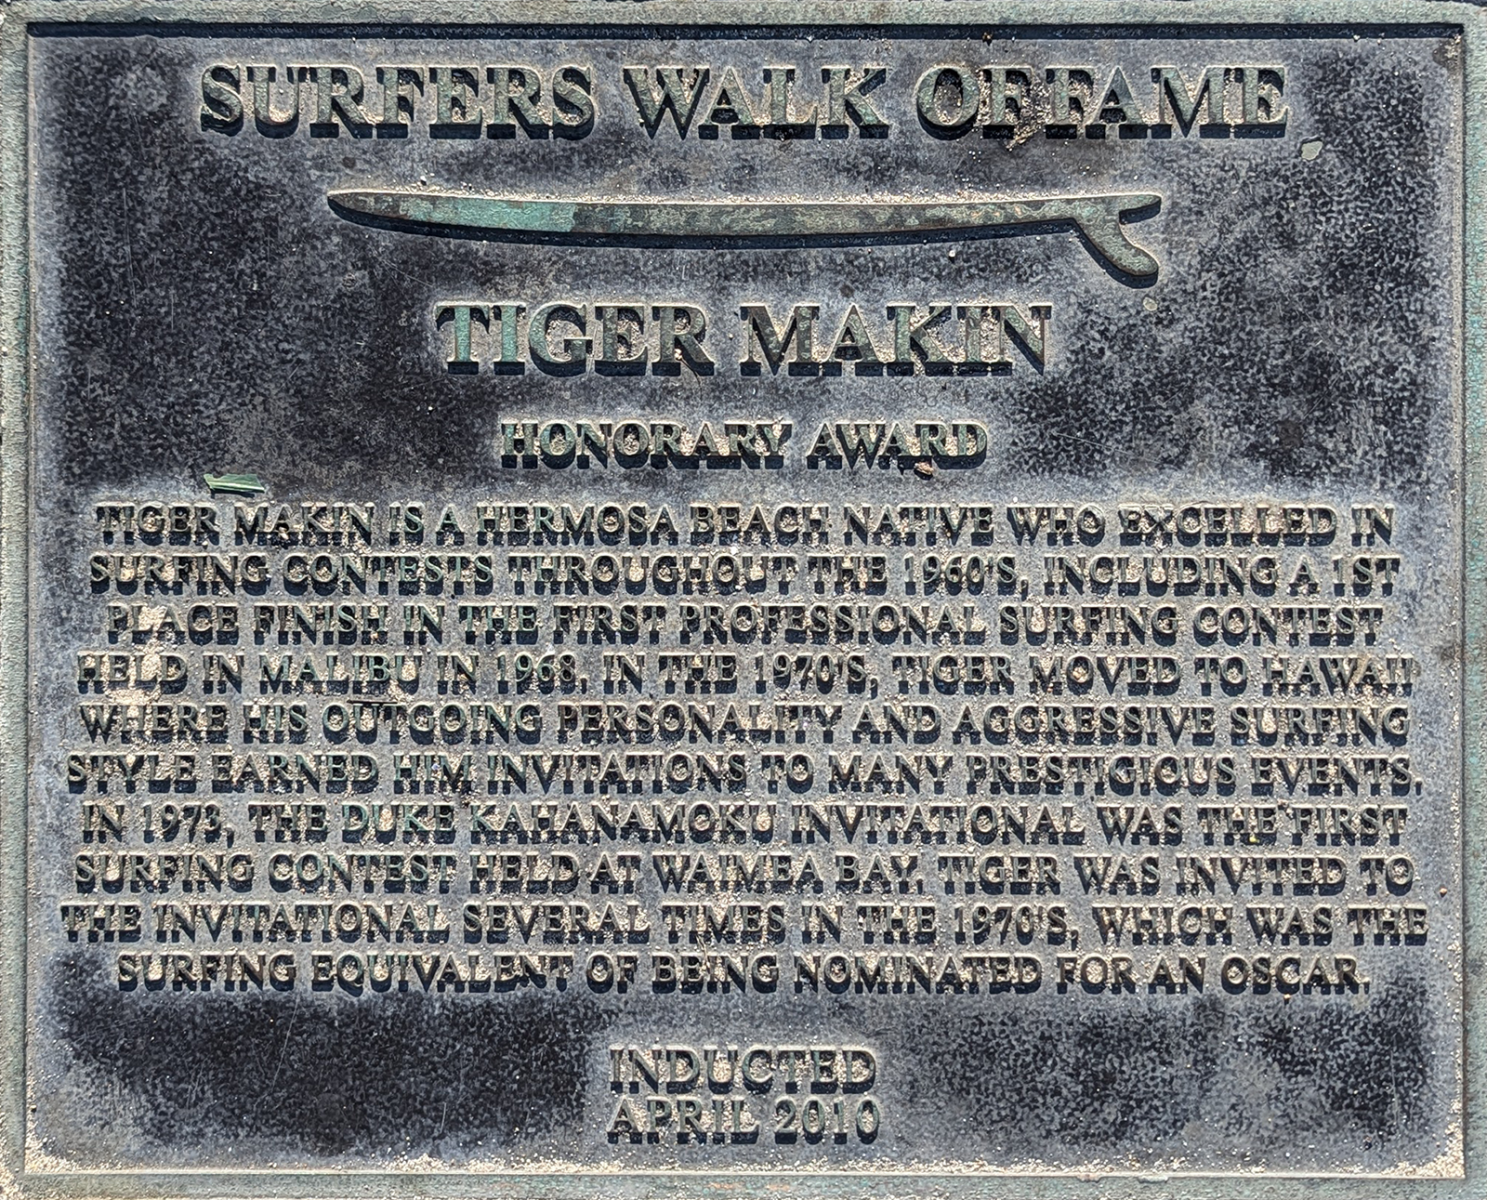 SURFERS WALK OF FAME
TIGER MAKIN
HONORARY AWARD
TIGER MAKIN IS A HERMOSA BEACH NATIVE WHO EXCELLED IN
SURFING CONTESTS THROUGHOUT THE 1960'S, INCLUDING A 1ST
PLACE FINISH IN THE FIRST PROFESSIONAL SURFING CONTEST
HELD IN MALIBU IN 1968. IN THE 1970'S, TIGER MOVED TO HAWAII
WHERE HIS OUTGOING PERSONALITY AND AGGRESSIVE SURFING
STYLE EARNED HIM INVITATIONS TO MANY PRESTIGIOUS EVENTS.
IN 1973, THE DUKE KAHANAMOKU INVITATIONAL WAS THE FIRST
SURFING CONTEST HELD AT WAIMEA BAY. TIGER WAS INVITED TO
THE INVITATIONAL SEVERAL TIMES IN THE 1970'S, WHICH WAS THE
SURFING EQUIVALENT OF BEING NOMINATED FOR AN OSCAR.
INDUCTED
APRIL 2010